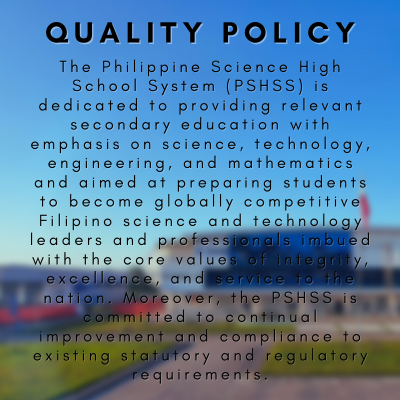 QUALITY POLICY
The Philippine Science High
School System (PSHSS) is
dedicated to providing relevant
secondary education with
emphasis on science, technology,
engineering, and mathematics
and aimed at preparing students
to become globally competitive
Filipino science and technology
leaders and professionals imbued
with the core values of integrity,
excellence, and service to the
nation. Moreover, the PSHSS is
committed to continual
improvement and compliance to
existing statutory and regulatory
requirements.